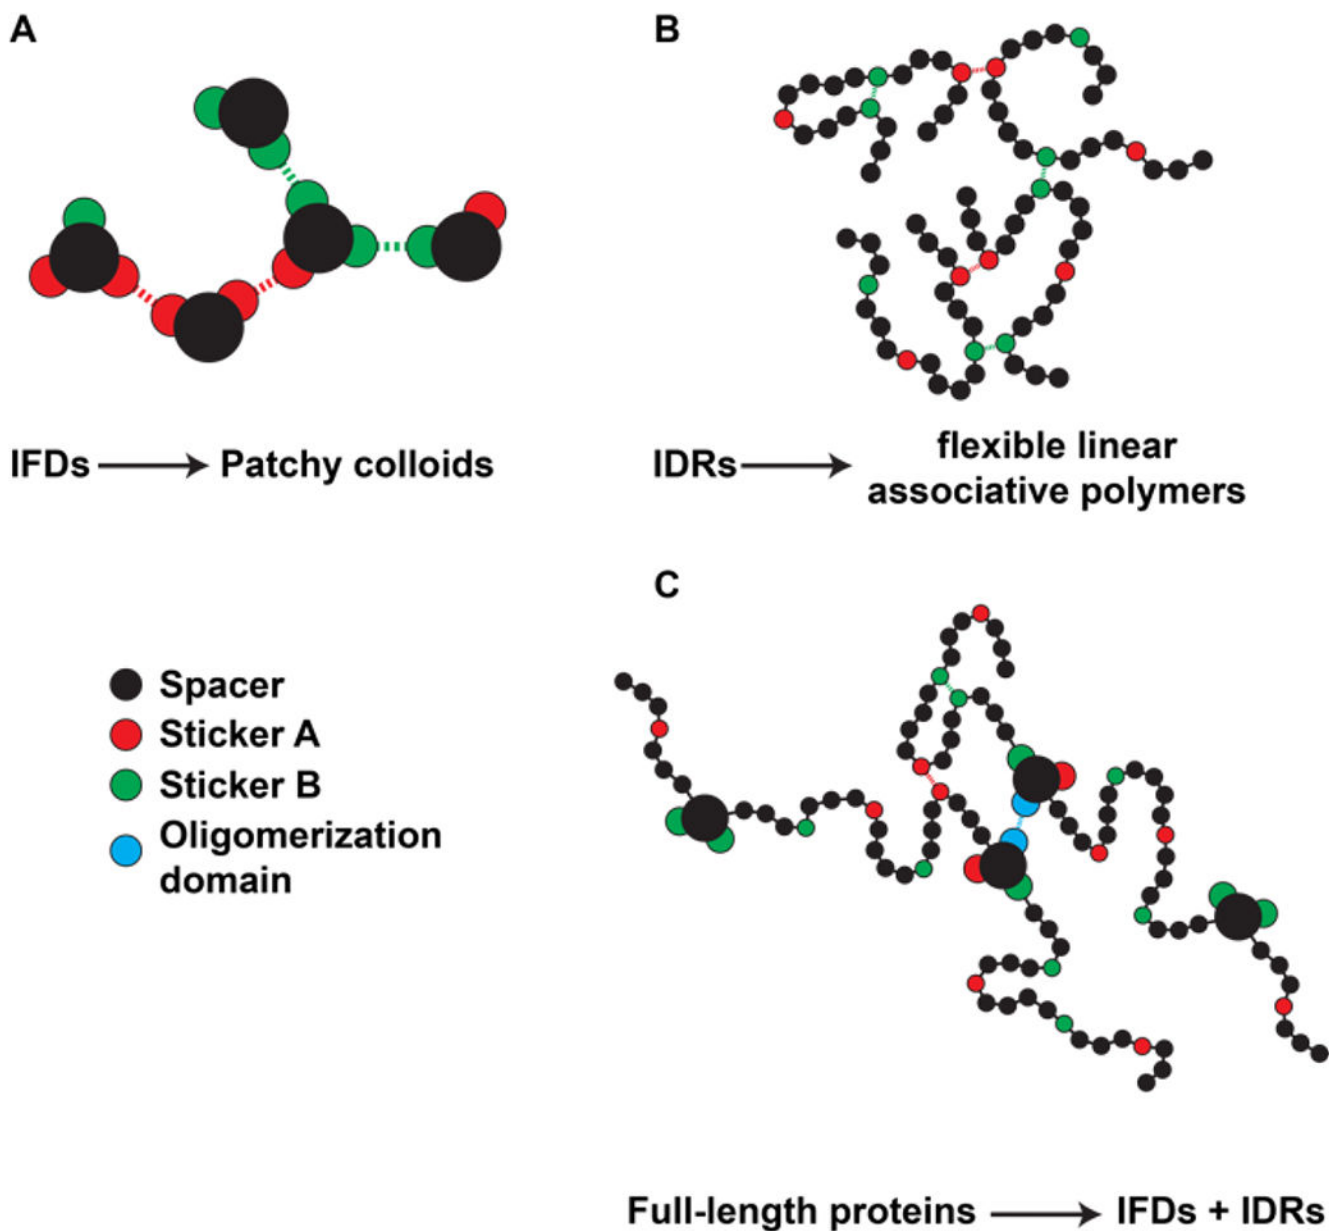 A
B
IFDs → Patchy colloids
IDRs → flexible linear
associative polymers
C
Spacer
Sticker A
Sticker B
Oligomerization
domain
Full-length proteins → IFDs + IDRs